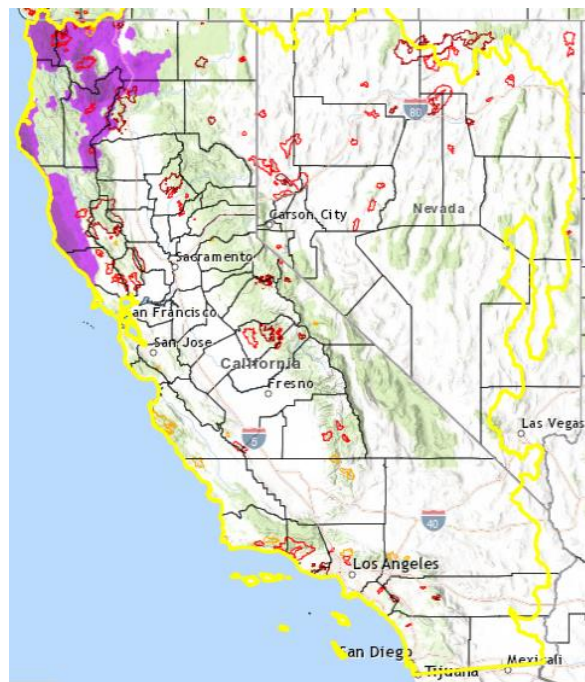 80
Carson City
Nevada
Sacramento
San Francisco
San Jose
California
Fresno
5
Las Vegas
40
Los Angeles
San Diego
Tijuana
Mexicali